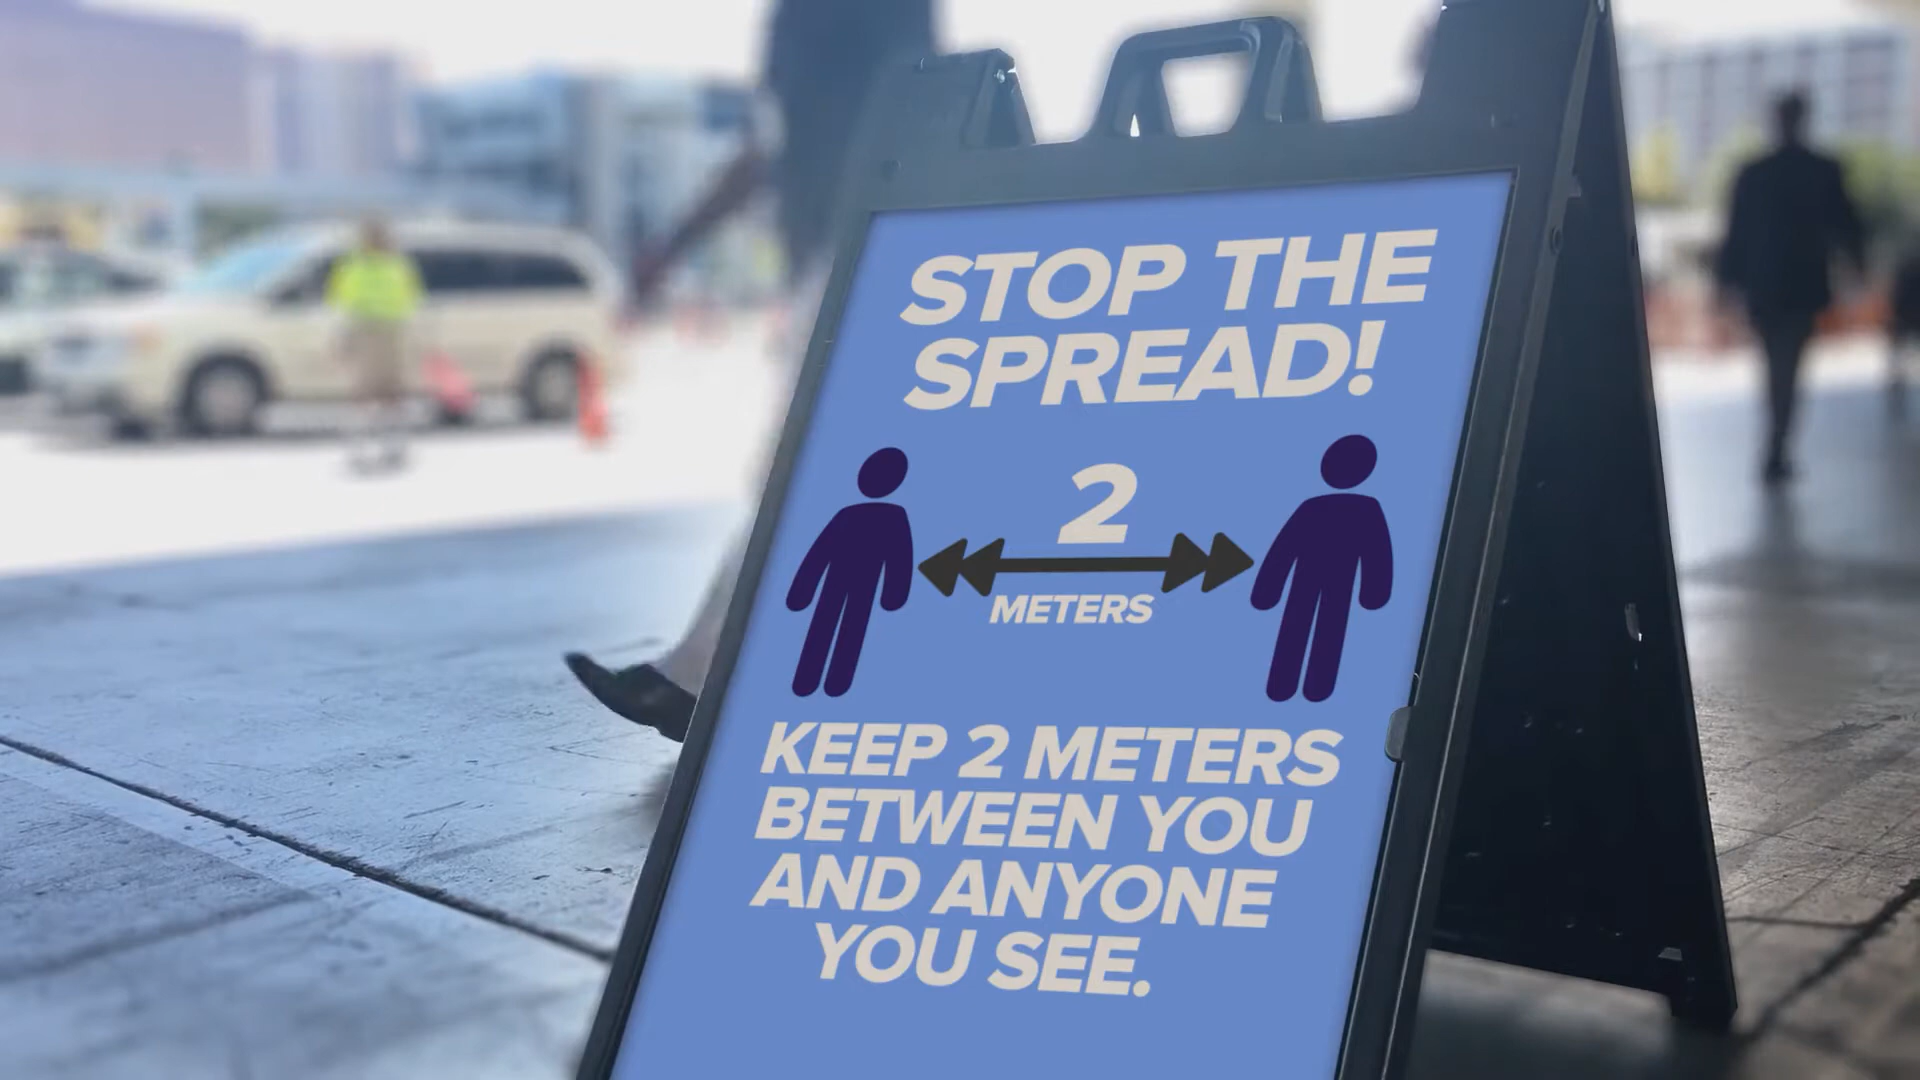 STOP THE
SPREAD!
2
METERS
KEEP 2 METERS
BETWEEN YOU
AND ANYONE
YOU SEE.